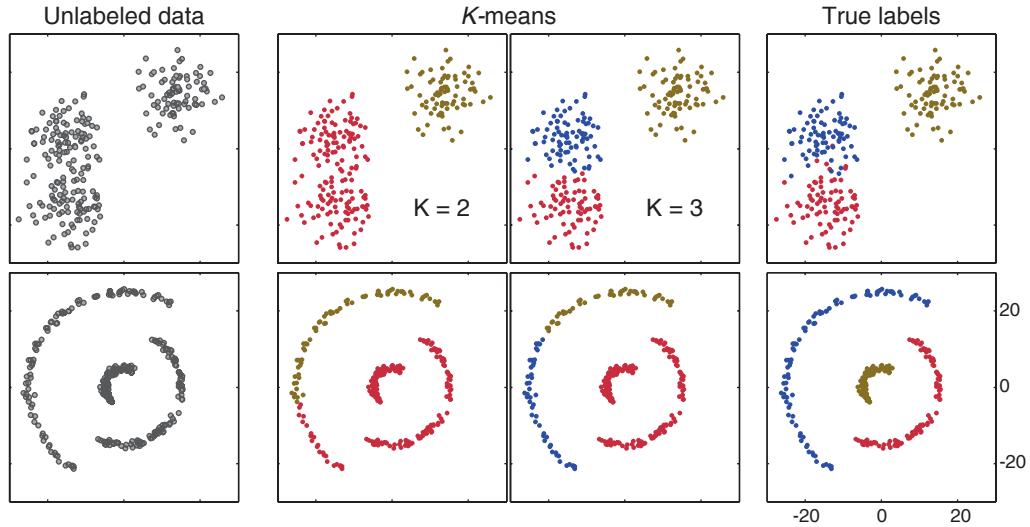 Unlabeled data
K-means
True labels
K = 2
K = 3
20
0
-20
-20
0
20